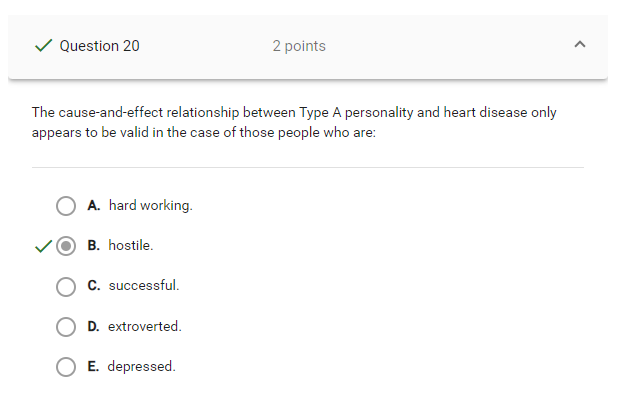 Question 20 2 points
The cause-and-effect relationship between Type A personality and heart disease only
appears to be valid in the case of those people who are:
A. hard working.
B. hostile.
C. successful.
D. extroverted.
E. depressed.